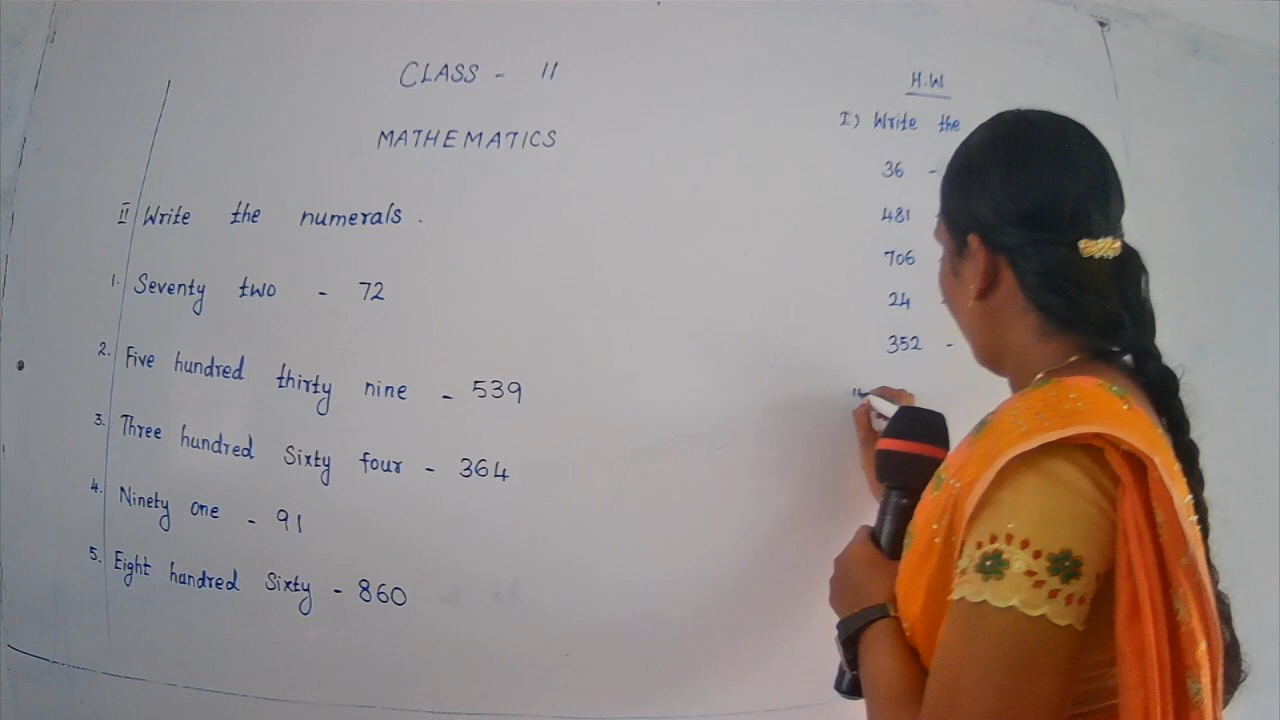 CLASS - II
MATHEMATICS
II Write the numerals.
1. Seventy two - 72
2. Five hundred thirty nine - 539
3. Three hundred Sixty four - 364
4. Ninety one - 91
5. Eight hundred Sixty - 860
H.W
I) Write the
36 -
481
706
24
352 -